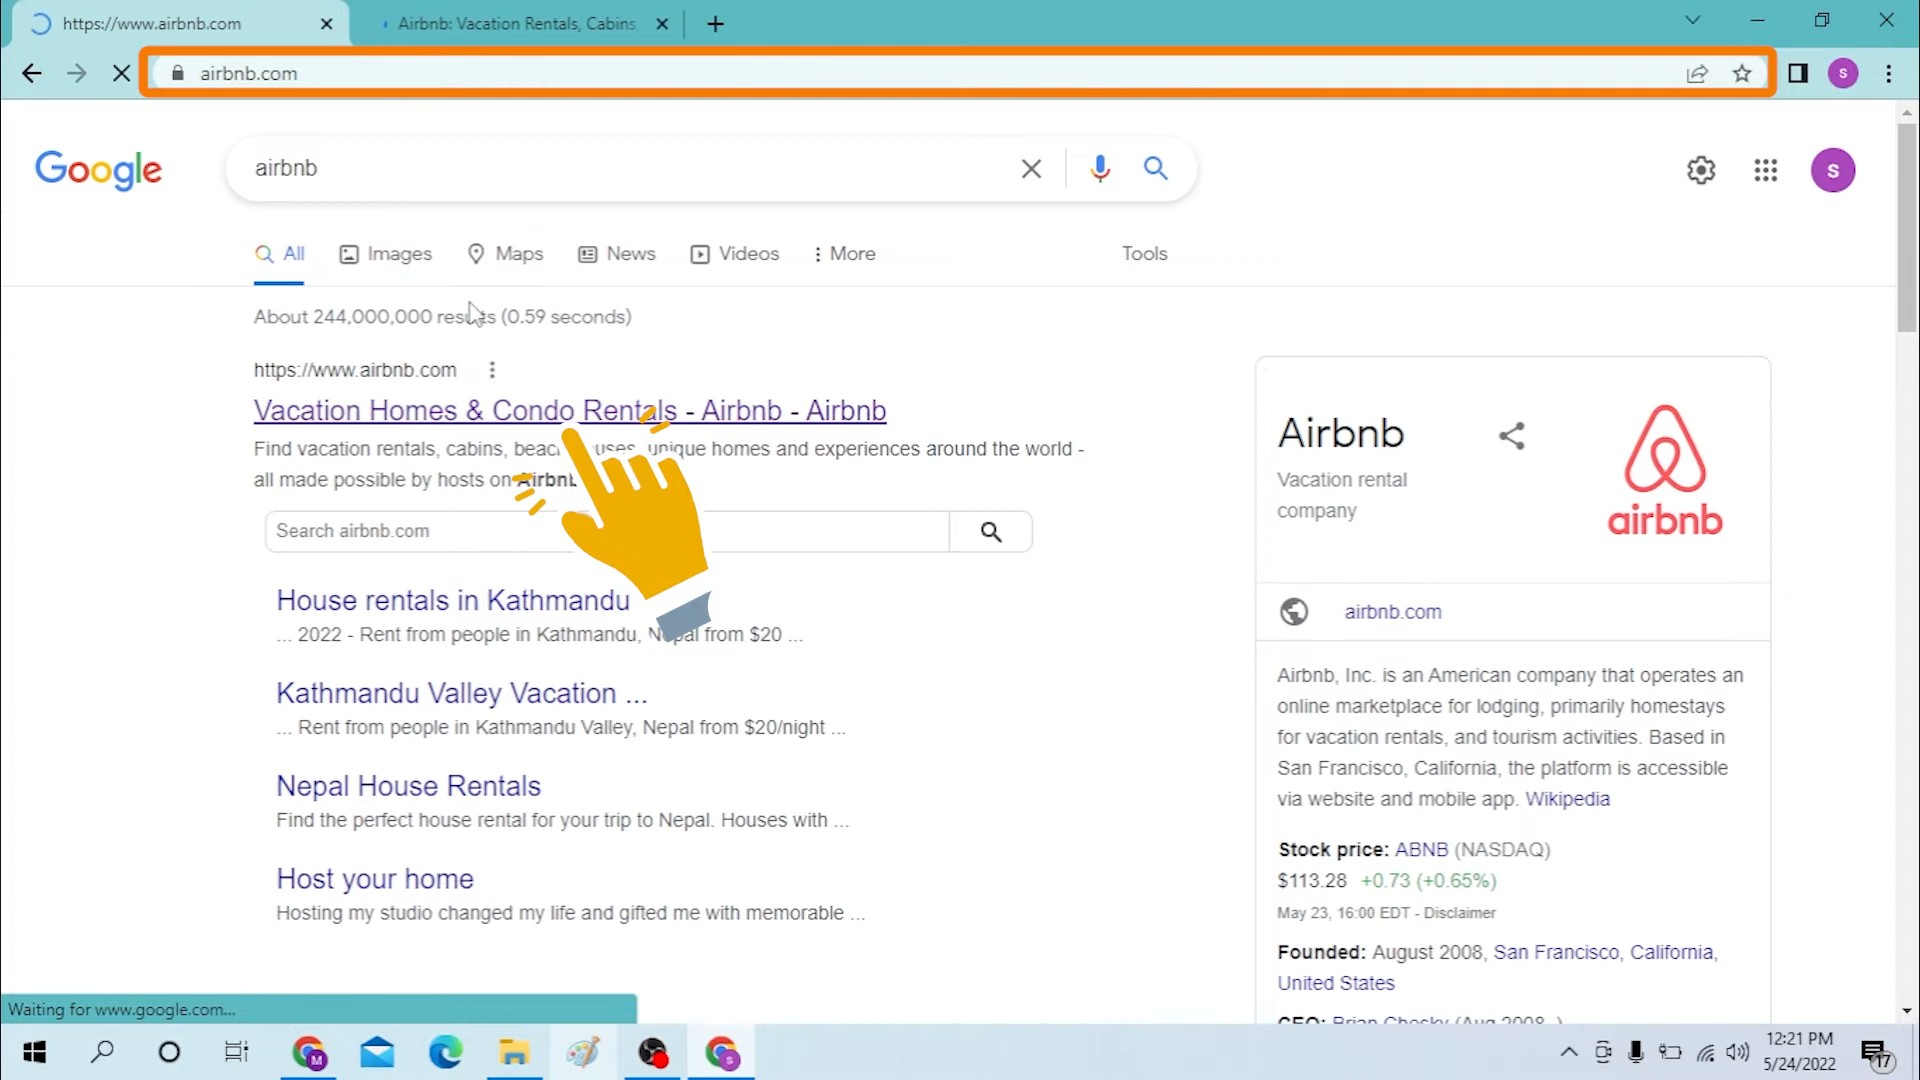 https://www.airbnb.com
Airbnb: Vacation Rentals, Cabins,
airbnb.com
S
Google
airbnb
S
All
Images
Maps
News
Videos
More
Tools
About 244,000,000 results (0.59 seconds)
https://www.airbnb.com
Vacation Homes & Condo Rentals - Airbnb - Airbnb
Find vacation rentals, cabins, unique homes and experiences around the world -
all made possible by hosts on Airbnb
Search airbnb.com
House rentals in Kathmandu
... 2022 - Rent from people in Kathmandu, Nepal from $20 ...
Kathmandu Valley Vacation ...
... Rent from people in Kathmandu Valley, Nepal from $20/night ...
Nepal House Rentals
Find the perfect house rental for your trip to Nepal. Houses with ...
Host your home
Hosting my studio changed my life and gifted me with memorable ...
Airbnb
Vacation rental
company
airbnb
airbnb.com
Airbnb, Inc. is an American company that operates an
online marketplace for lodging, primarily homestays
for vacation rentals, and tourism activities. Based in
San Francisco, California, the platform is accessible
via website and mobile app. Wikipedia
Stock price: ABNB (NASDAQ)
$113.28 +0.73 (+0.65%)
May 23, 16:00 EDT - Disclaimer
Founded: August 2008, San Francisco, California,
United States
CEO: Brian Chesky (Aug 2008–)
Waiting for www.google.com...
M
S
12:21 PM
5/24/2022
17